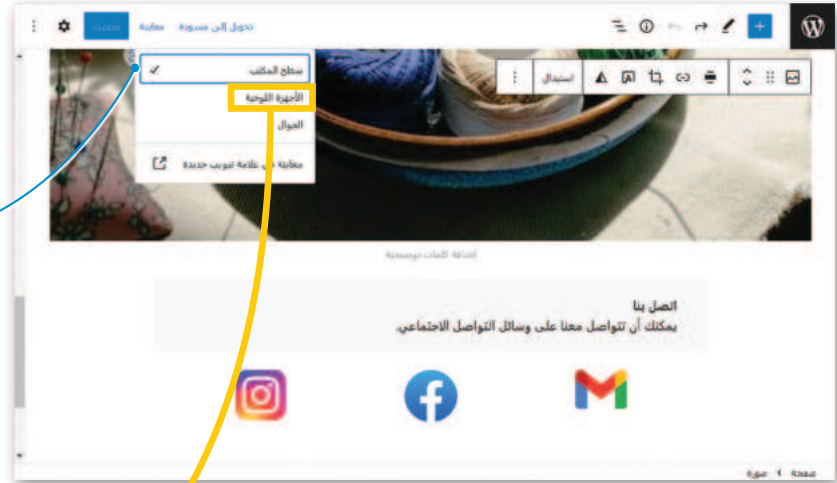 تحويل إلى مسودة معاينة تحديث
استبدال
سطح المكتب
الأجهزة اللوحية
الجوال
معاينة في علامة تبويب جديدة
إضافة كلمات توضيحية
اتصل بنا
يمكنك أن تتواصل معنا على وسائل التواصل الاجتماعي.
صفحة › صورة